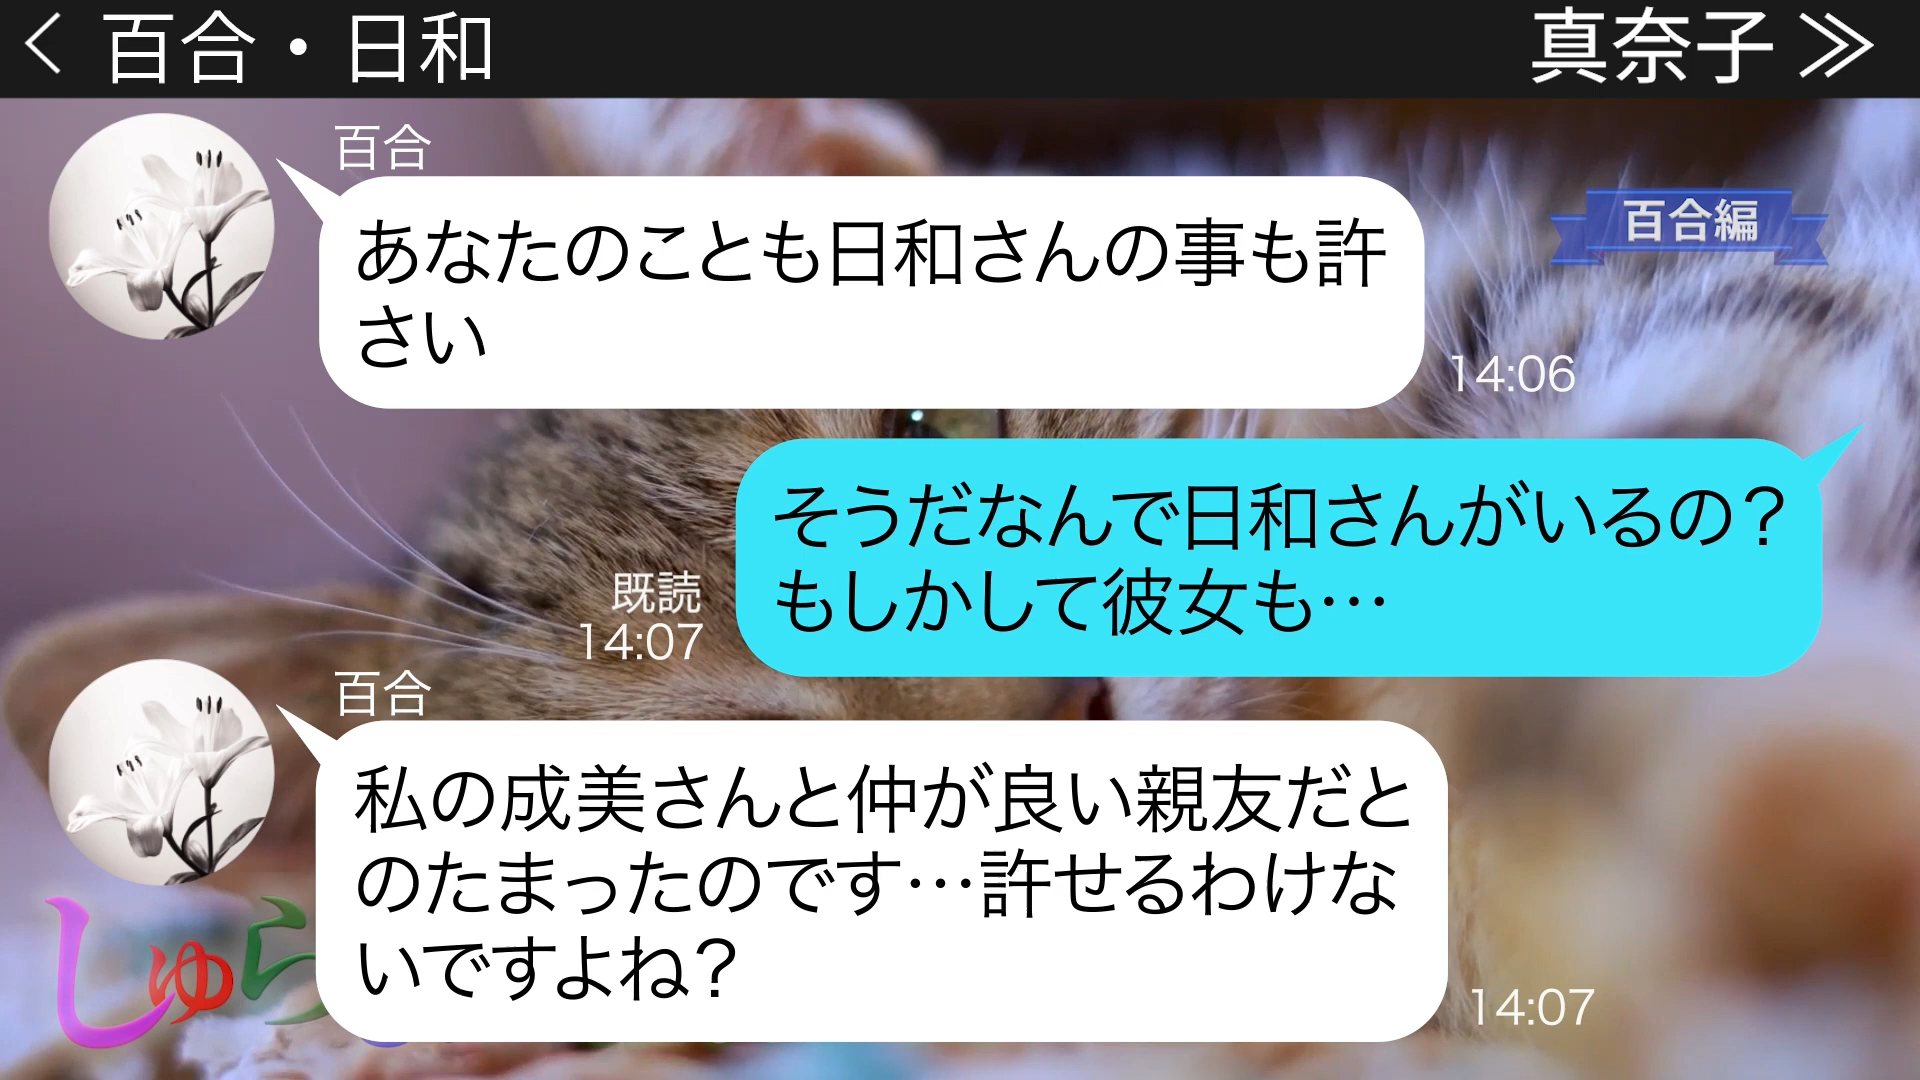 百合・日和
真奈子
百合
あなたのことも日和さんの事も許
さい
14:06
百合編
そうだなんで日和さんがいるの?
もしかして彼女も…
既読
14:07
百合
私の成美さんと仲が良い親友だと
のたまったのです…許せるわけな
いですよね?
14:07
しゅら